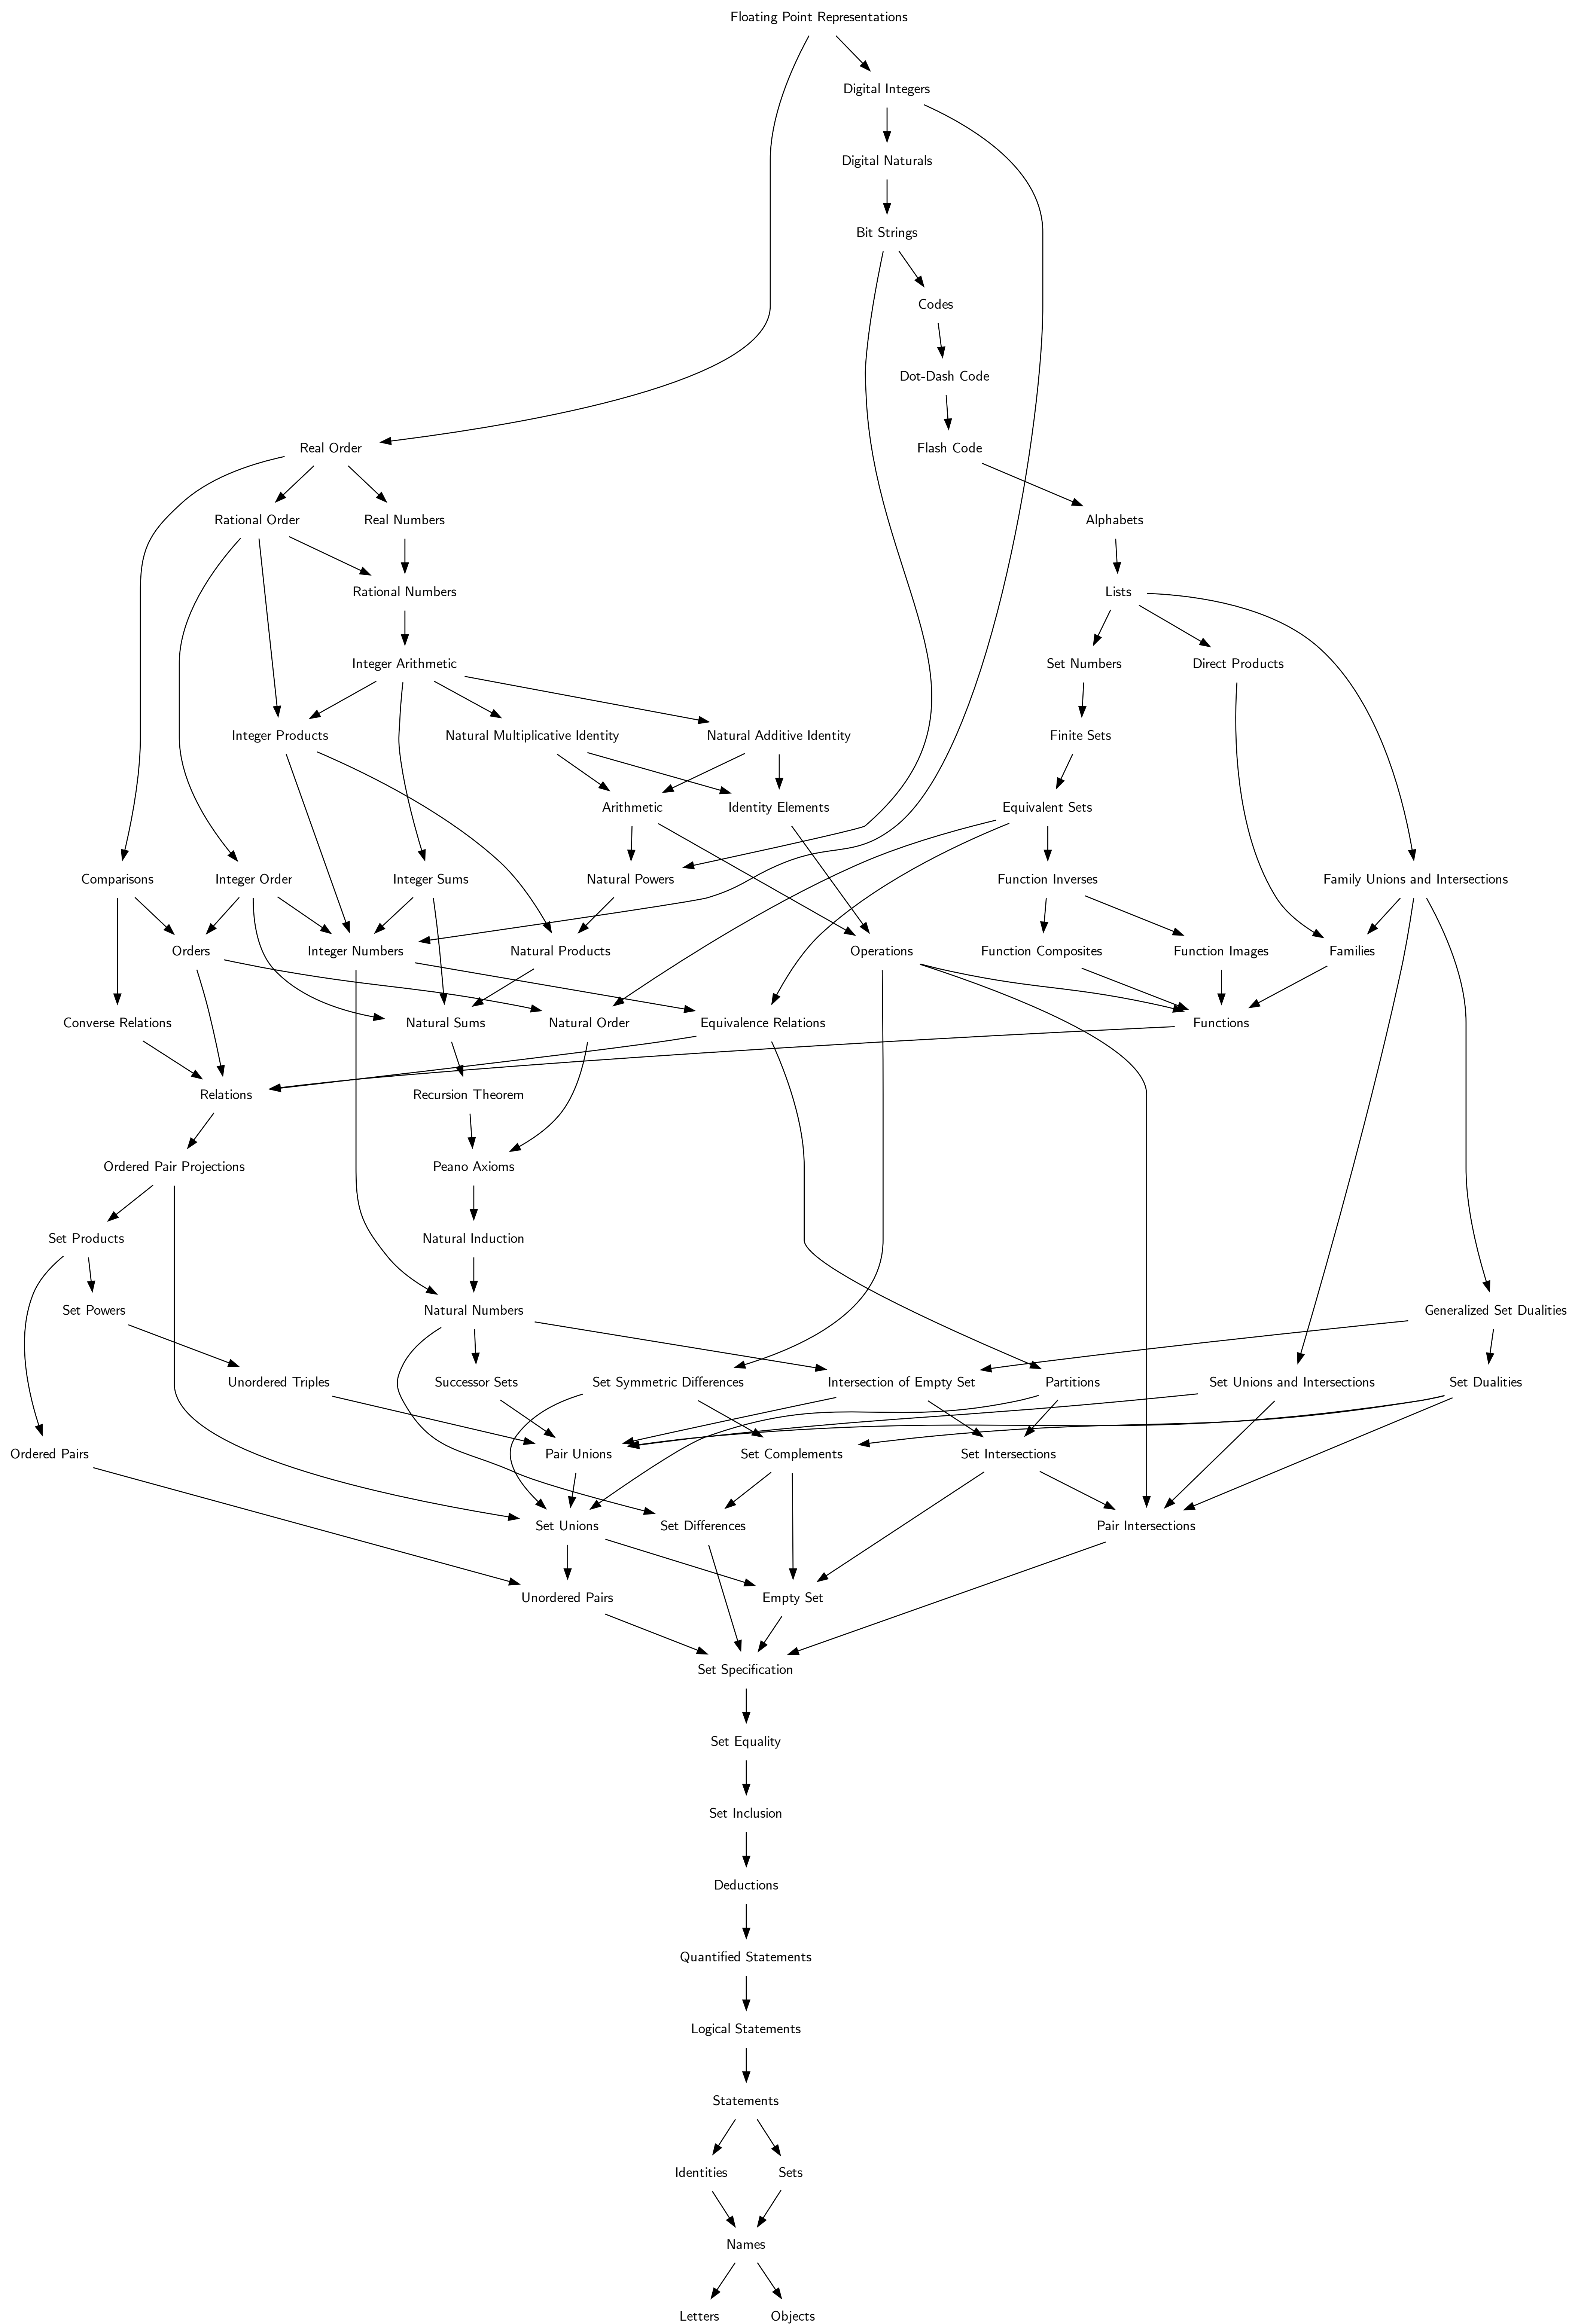 Floating Point Representations
Digital Integers
Digital Naturals
Bit Strings
Codes
Dot-Dash Code
Real Order
Flash Code
Rational Order
Real Numbers
Alphabets
Rational Numbers
Lists
Integer Arithmetic
Set Numbers
Direct Products
Integer Products
Natural Multiplicative Identity
Natural Additive Identity
Finite Sets
Arithmetic
Identity Elements
Equivalent Sets
Comparisons
Integer Order
Integer Sums
Natural Powers
Function Inverses
Family Unions and Intersections
Orders
Integer Numbers
Natural Products
Operations
Function Composites
Function Images
Families
Converse Relations
Natural Sums
Natural Order
Equivalence Relations
Functions
Relations
Recursion Theorem
Ordered Pair Projections
Peano Axioms
Set Products
Natural Induction
Set Powers
Natural Numbers
Generalized Set Dualities
Unordered Triples
Successor Sets
Set Symmetric Differences
Intersection of Empty Set
Partitions
Set Unions and Intersections
Set Dualities
Ordered Pairs
Pair Unions
Set Complements
Set Intersections
Set Unions
Set Differences
Pair Intersections
Unordered Pairs
Empty Set
Set Specification
Set Equality
Set Inclusion
Deductions
Quantified Statements
Logical Statements
Statements
Identities
Sets
Names
Letters
Objects